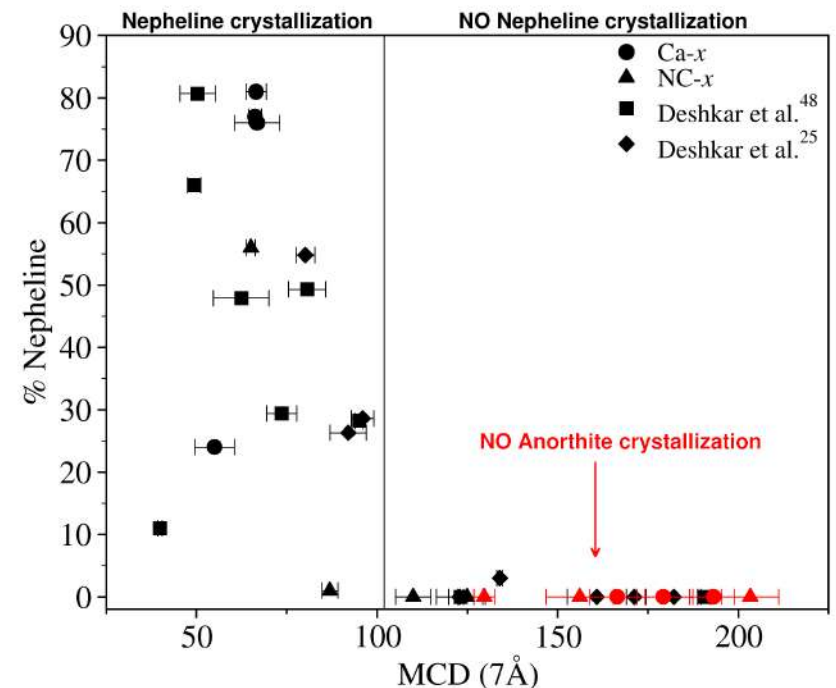 Nepheline crystallization NO Nepheline crystallization
90
80
70
60
50
40
30
20
10
0
% Nepheline
Ca-x
NC-x
Deshkar et al.48
Deshkar et al.25
NO Anorthite crystallization
50 100 150 200
MCD (7Å)